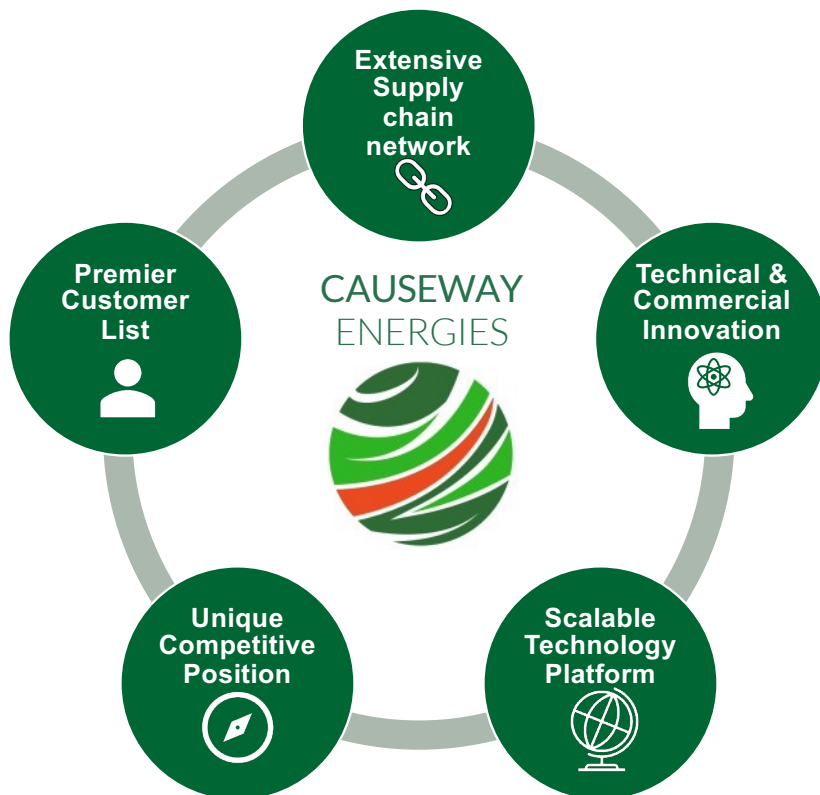 Extensive
Supply
chain
network
Premier
Customer
List
CAUSEWAY
ENERGIES
Technical &
Commercial
Innovation
Unique
Competitive
Position
Scalable
Technology
Platform